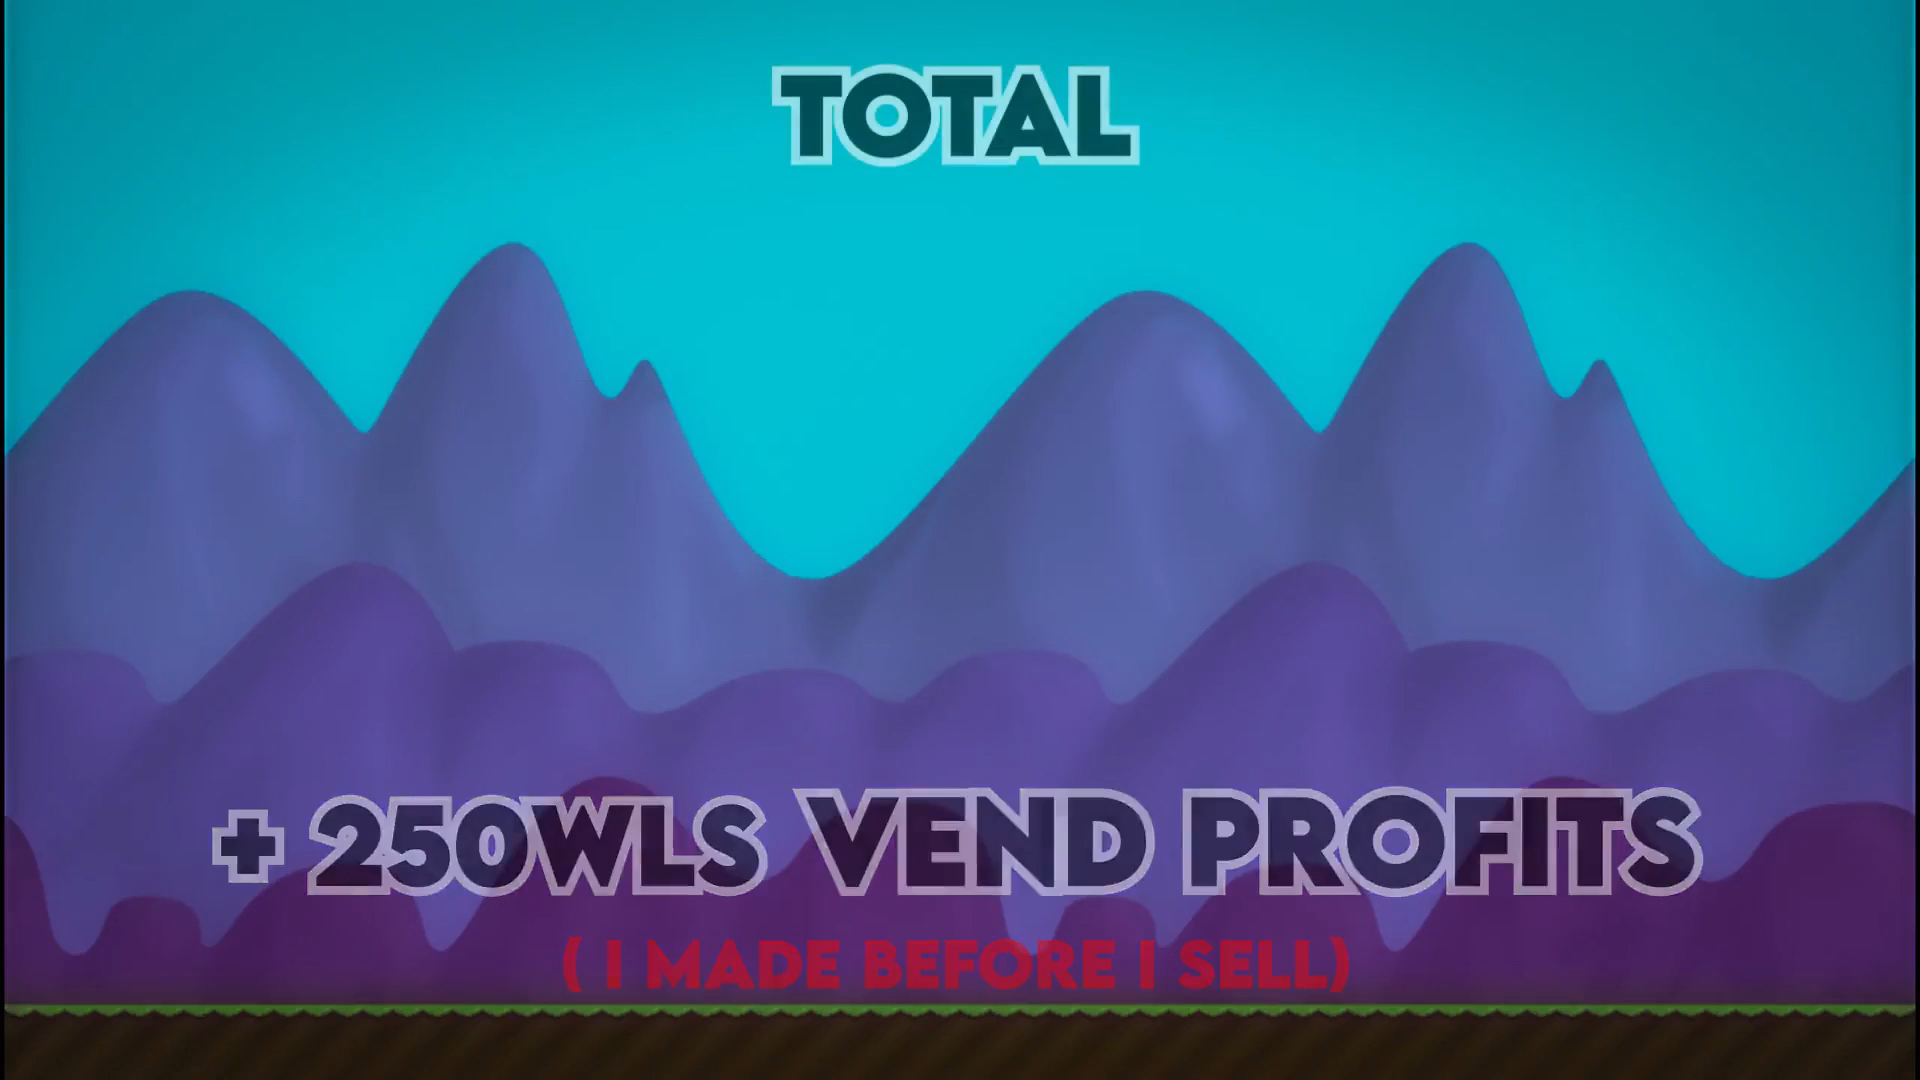 TOTAL
+ 250WLS VEND PROFITS
( I MADE BEFORE I SELL)